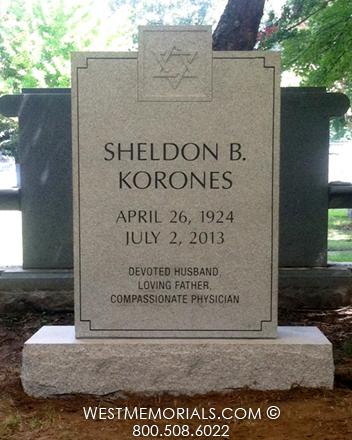 SHELDON B.
KORONES
APRIL 26, 1924
JULY 2, 2013
DEVOTED HUSBAND,
LOVING FATHER,
COMPASSIONATE PHYSICIAN
WESTMEMORIALS.COM ©
800.508.6022